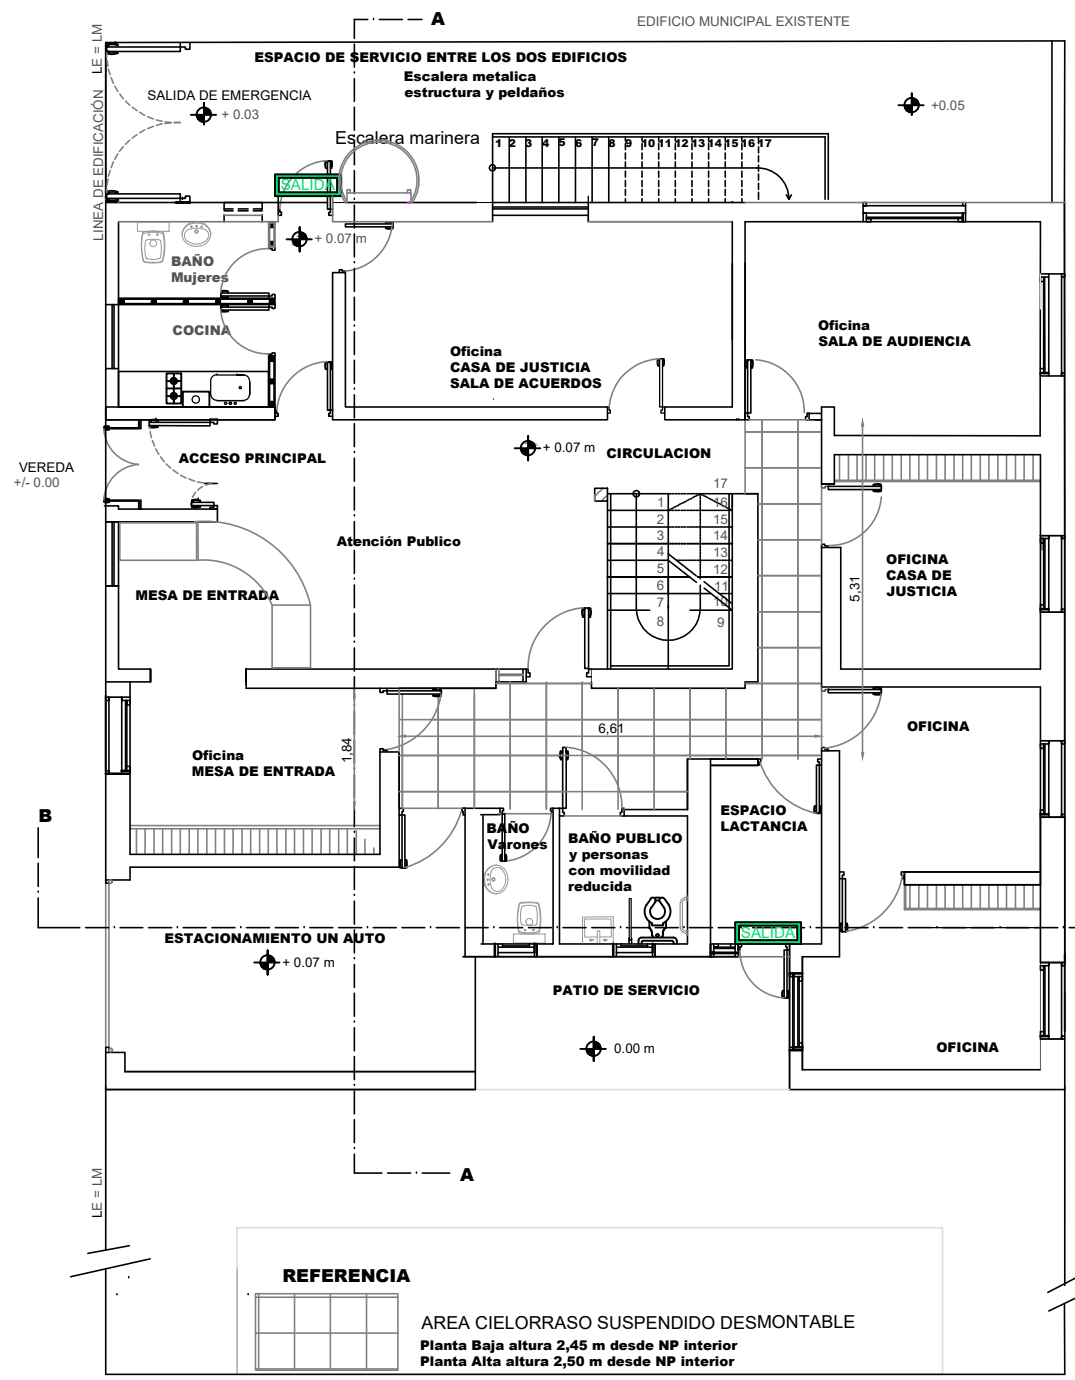 A
EDIFICIO MUNICIPAL EXISTENTE
LINEA DE EDIFICACIÓN LE = LM
ESPACIO DE SERVICIO ENTRE LOS DOS EDIFICIOS
Escalera metalica
estructura y peldaños
SALIDA DE EMERGENCIA
+ 0.03
+0.05
Escalera marinera
1 2 3 4 5 6 7 8 9 10 11 12 13 14 15 16 17
SALIDA
+ 0.07 m
BAÑO
Mujeres
COCINA
Oficina
CASA DE JUSTICIA
SALA DE ACUERDOS
Oficina
SALA DE AUDIENCIA
VEREDA
+/- 0.00
ACCESO PRINCIPAL
+ 0.07 m
CIRCULACION
17
1 16
2 15
3 14
4 13
5 12
6 11
7 10
8 9
Atención Publico
MESA DE ENTRADA
OFICINA
CASA DE
JUSTICIA
5,31
6,61
1,84
Oficina
MESA DE ENTRADA
OFICINA
B
BAÑO
Varones
BAÑO PUBLICO
y personas
con movilidad
reducida
ESPACIO
LACTANCIA
SALIDA
ESTACIONAMIENTO UN AUTO
+ 0.07 m
PATIO DE SERVICIO
0.00 m
OFICINA
A
LE = LM
REFERENCIA
AREA CIELORRASO SUSPENDIDO DESMONTABLE
Planta Baja altura 2,45 m desde NP interior
Planta Alta altura 2,50 m desde NP interior